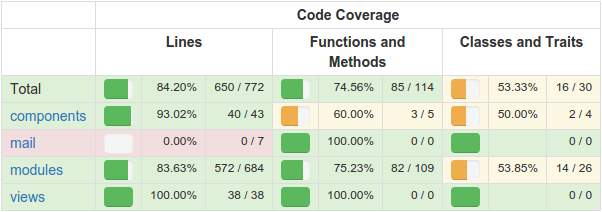 Code Coverage
Lines Functions and Methods Classes and Traits
Total 84.20% 650 / 772 74.56% 85 / 114 53.33% 16 / 30
components 93.02% 40 / 43 60.00% 3 / 5 50.00% 2 / 4
mail 0.00% 0 / 7 100.00% 0 / 0 0 / 0
modules 83.63% 572 / 684 75.23% 82 / 109 53.85% 14 / 26
views 100.00% 38 / 38 100.00% 0 / 0 0 / 0